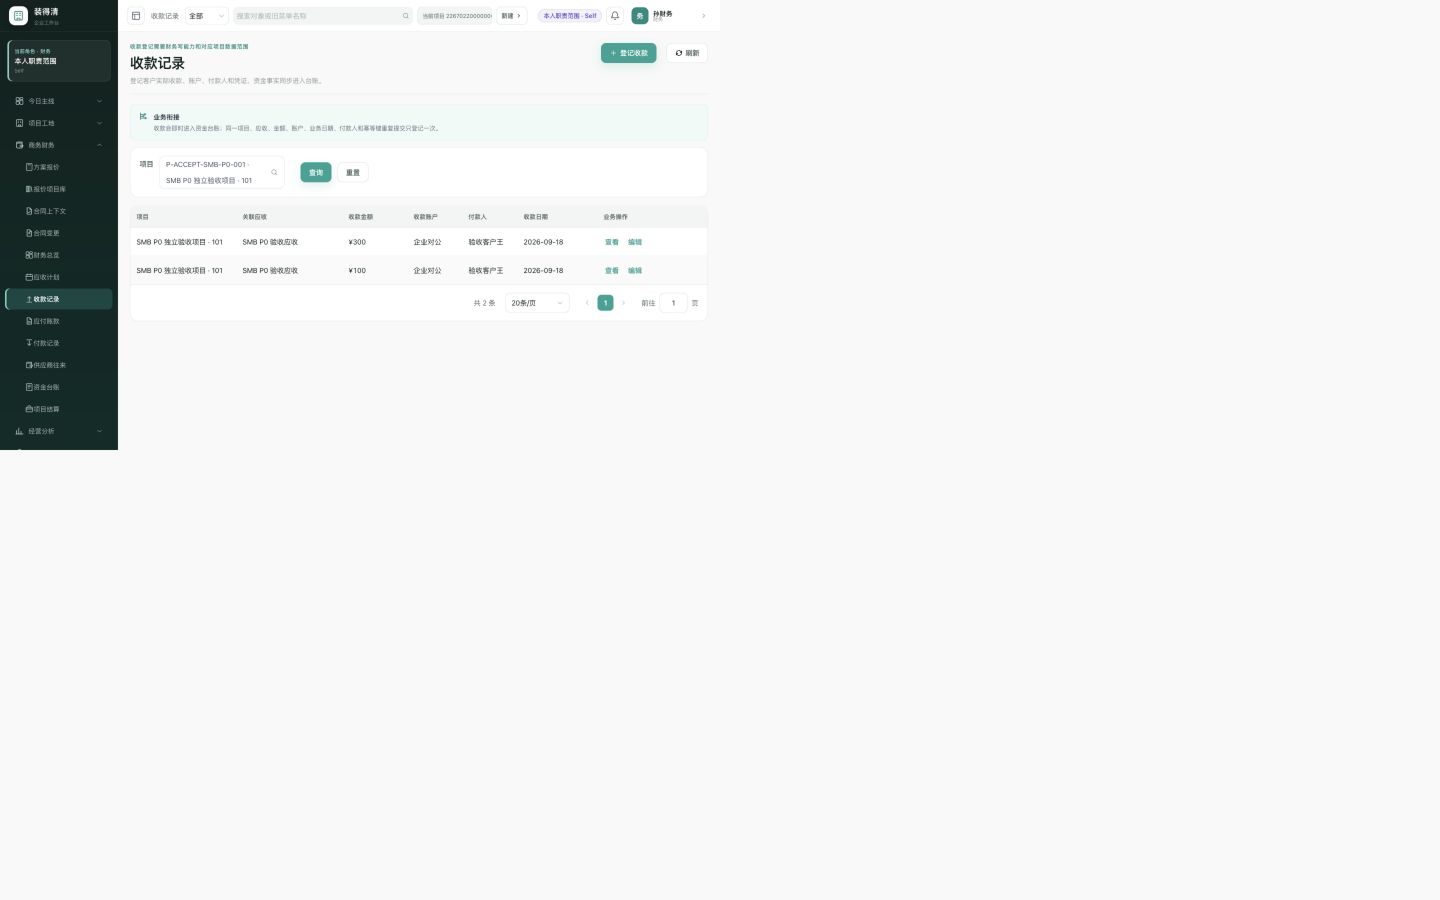 装得清
企业工作台
当前角色 · 财务
本人职责范围
Self
今日主线
项目工地
商务财务
方案报价
报价项目库
合同上下文
合同变更
财务总览
应收计划
收款记录
应付账款
付款记录
供应商往来
资金台账
项目结算
经营分析
收款记录
全部
搜索对象或旧菜单名称
当前项目 22670220000000
新建
本人职责范围 · Self
务
孙财务
收款登记需要财务写能力和对应项目数据范围
收款记录
登记客户实际收款、账户、付款人和凭证，资金事实同步进入台账。
登记收款
刷新
业务衔接
收款会即时进入资金台账；同一项目、应收、金额、账户、业务日期、付款人和幂等键重复提交只登记一次。
项目
P-ACCEPT-SMB-P0-001 ·
SMB P0 独立验收项目 · 101
查询
重置
项目 关联应收 收款金额 收款账户 付款人 收款日期 业务操作
SMB P0 独立验收项目 · 101 SMB P0 验收应收 ¥300 企业对公 验收客户王 2026-09-18 查看 编辑
SMB P0 独立验收项目 · 101 SMB P0 验收应收 ¥100 企业对公 验收客户王 2026-09-18 查看 编辑
共 2 条 20条/页 1 前往 1 页